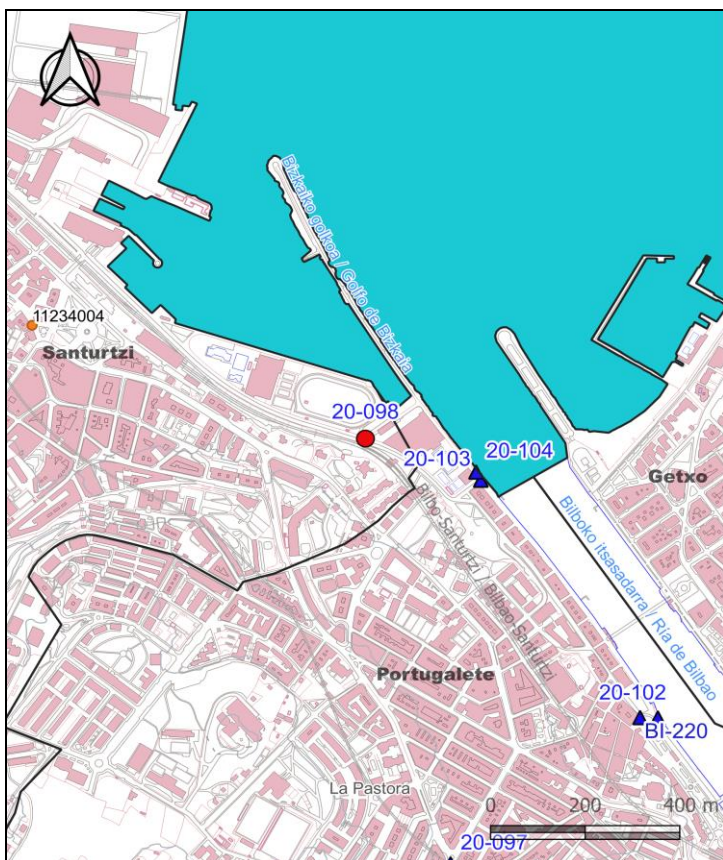 Bizkaiko golkoa / Golfo de Bizkaia
11234004
Santurtzi
20-098
20-103
20-104
Getxo
Bilbo-Santurtzi / Bilbao-Santurtzi
Bilboko itsasadarra / Ría de Bilbao
Portugalete
20-102
BI-220
La Pastora
0 200 400 m
20-097